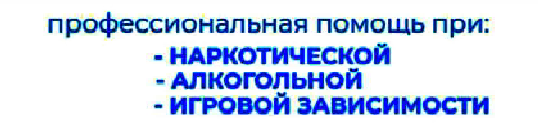 профессиональная помощь при:
- НАРКОТИЧЕСКОЙ
- АЛКОГОЛЬНОЙ
- ИГРОВОЙ ЗАВИСИМОСТИ